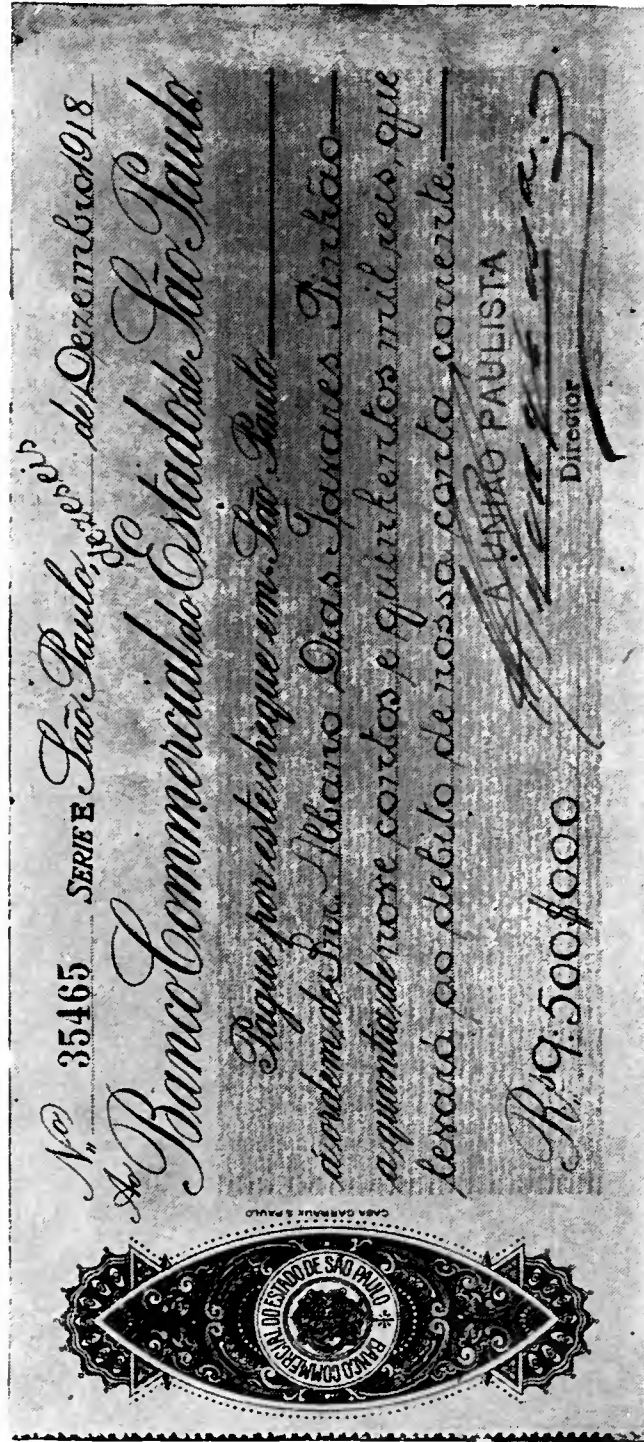 Nº 35465 SERIE E São Paulo, dezeseis de Dezembro 1918
Ao Banco Commercial do Estado de São Paulo
Pague por este cheque em São Paulo
á ordem do Snr. Albano Dias Tavares Pinhão
a quantia de nove contos e quinhentos mil reis, que
levará ao debito de nossa conta corrente.
A UNIÃO PAULISTA
Rs 9:500$000
Director
CASA GARRAUX S. PAULO
BANCO COMMERCIAL DO ESTADO DE SÃO PAULO